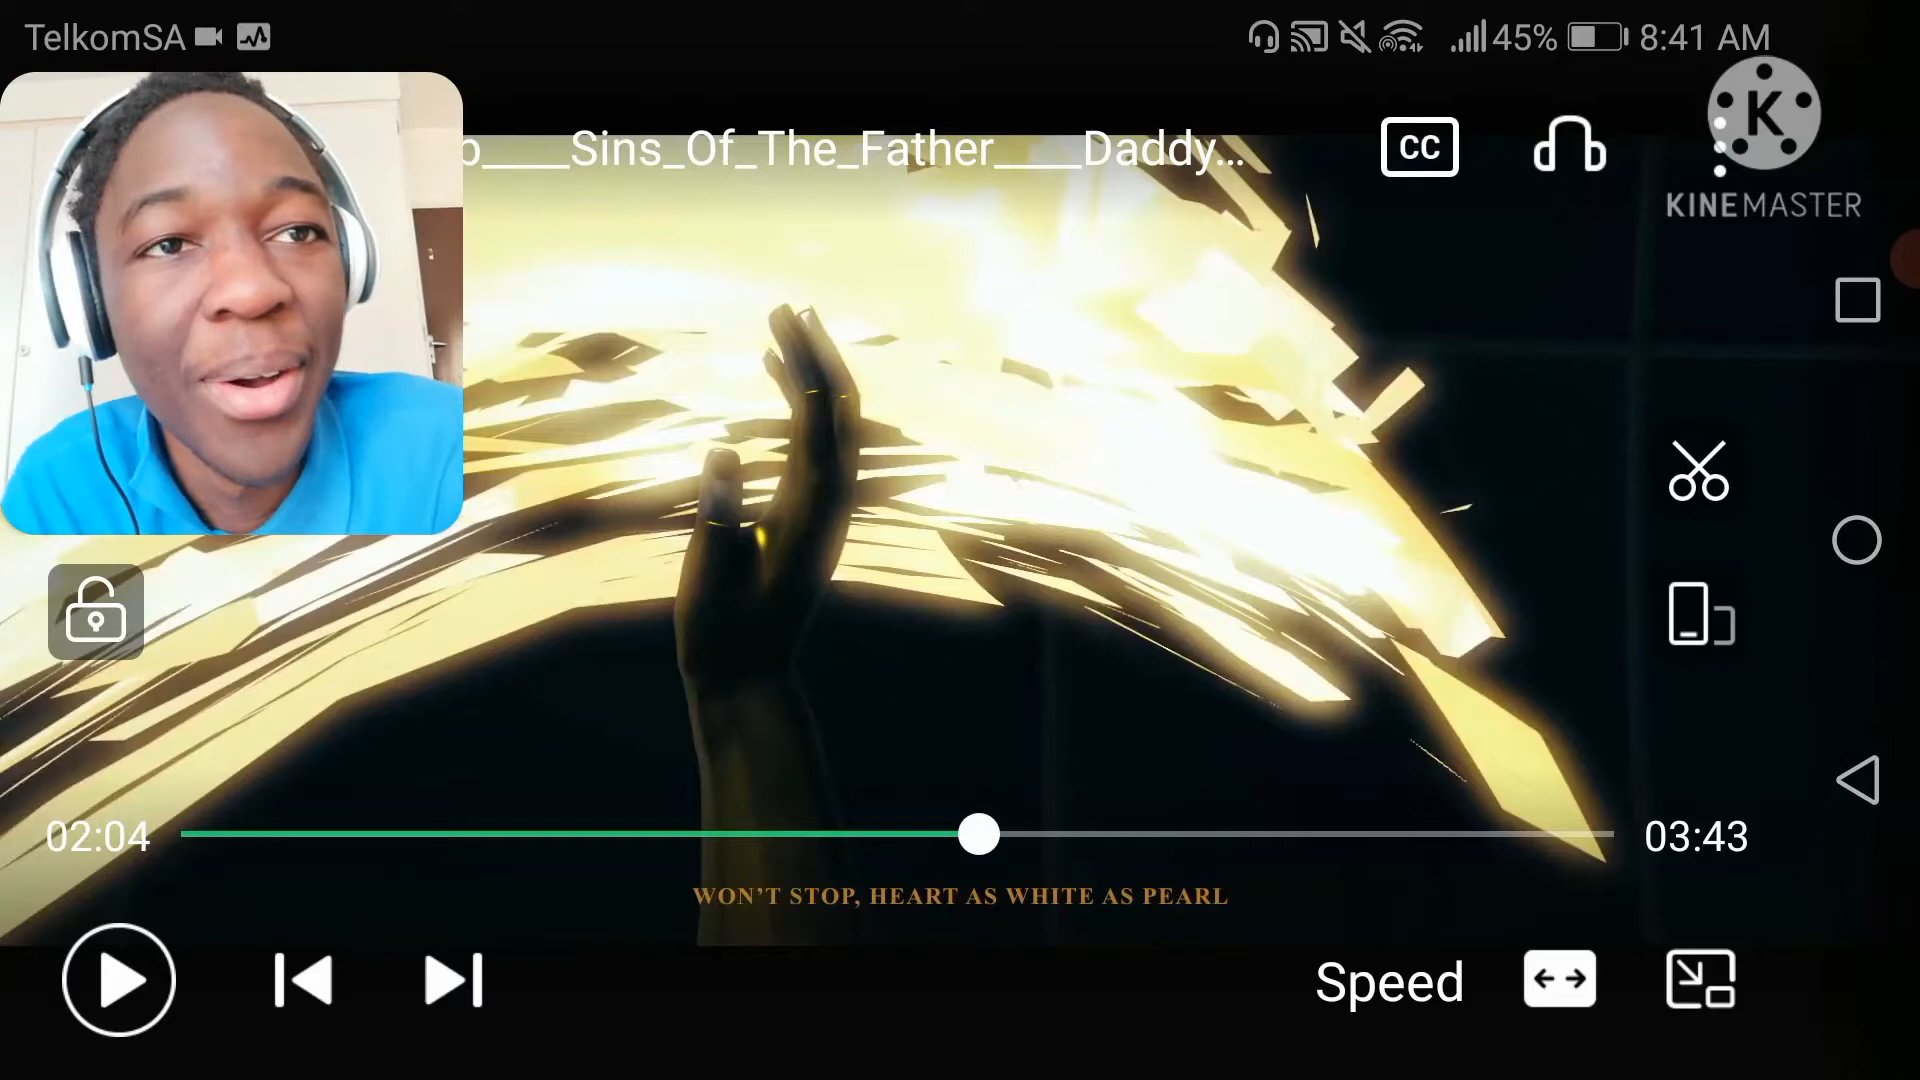 TelkomSA
45%
8:41 AM
____Sins_Of_The_Father____Daddy...
CC
K
KINEMASTER
02:04
03:43
WON'T STOP, HEART AS WHITE AS PEARL
Speed